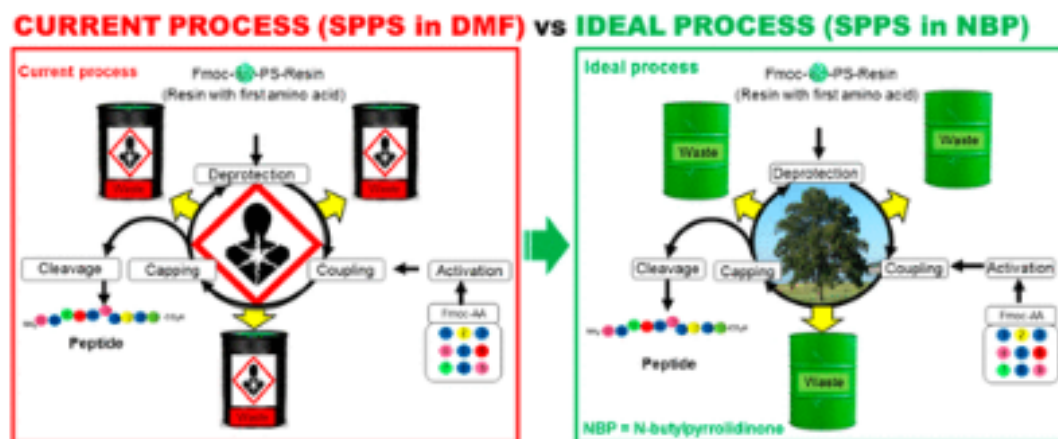 CURRENT PROCESS (SPPS in DMF) vs IDEAL PROCESS (SPPS in NBP)
Current process
Fmoc- -PS-Resin
(Resin with first amino acid)
Waste
Deprotection
Waste
Cleavage
Capping
Coupling
Activation
Fmoc-AA
Peptide
Waste
Ideal process
Fmoc- -PS-Resin
(Resin with first amino acid)
Waste
Waste
Deprotection
Cleavage
Capping
Coupling
Activation
Fmoc-AA
Peptide
Waste
NBP = N-butylpyrrolidinone